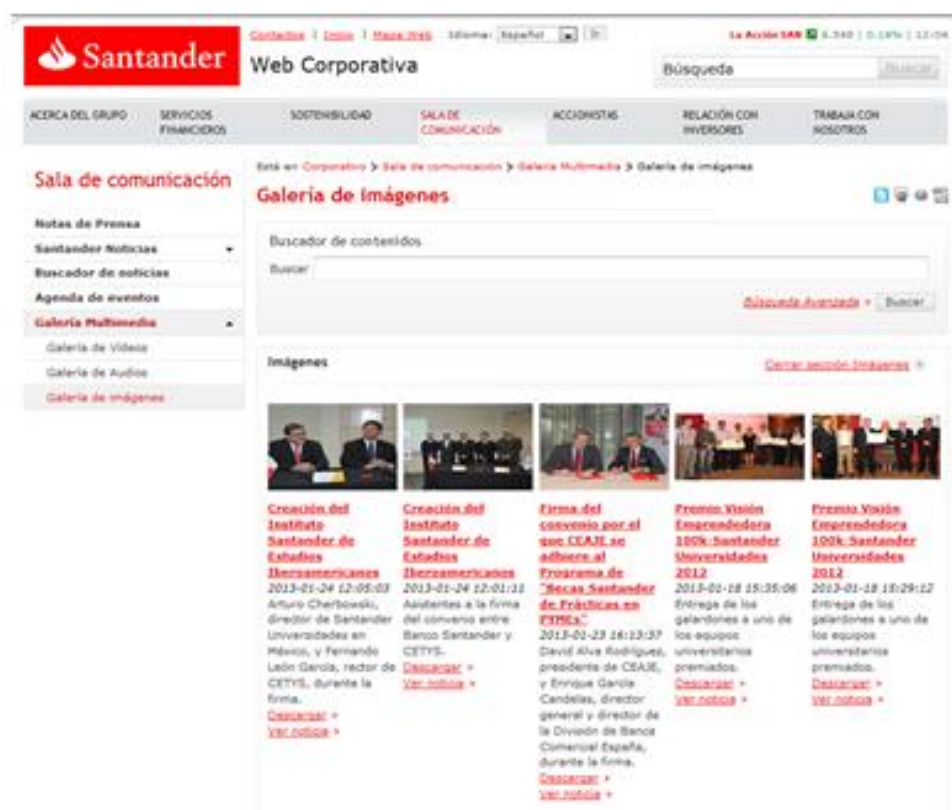 Santander
Contactos | Inicio | Mapa Web Idioma: Español Ir
La Acción SAN 6.340 | 0.16% | 12:04
Web Corporativa
Búsqueda Buscar
ACERCA DEL GRUPO
SERVICIOS
FINANCIEROS
SOSTENIBILIDAD
SALA DE
COMUNICACIÓN
ACCIONISTAS
RELACIÓN CON
INVERSORES
TRABAJA CON
NOSOTROS
Sala de comunicación
Notas de Prensa
Santander Noticias
Buscador de noticias
Agenda de eventos
Galería Multimedia
Galería de Vídeos
Galería de Audios
Galería de imágenes
Está en Corporativo > Sala de comunicación > Galería Multimedia > Galería de imágenes
Galería de Imágenes
Buscador de contenidos
Buscar
Búsqueda Avanzada Buscar
Imágenes
Cerrar sección Imágenes
Creación del
Instituto
Santander de
Estudios
Iberoamericanos
2013-01-24 12:05:03
Arturo Cherbowski,
director de Santander
Universidades en
México, y Fernando
León García, rector de
CETYS, durante la
firma.
Descargar
Ver noticia
Creación del
Instituto
Santander de
Estudios
Iberoamericanos
2013-01-24 12:01:11
Asistentes a la firma
del convenio entre
Banco Santander y
CETYS.
Descargar
Ver noticia
Firma del
convenio por el
que CEAJE se
adhiere al
Programa de
"Becas Santander
de Prácticas en
PYMEs"
2013-01-23 16:13:37
David Alva Rodríguez,
presidente de CEAJE,
y Enrique García
Candelas, director
general y director de
la División de Banca
Comercial España,
durante la firma.
Descargar
Ver noticia
Premio Visión
Emprendedora
100k-Santander
Universidades
2012
2013-01-18 15:35:06
Entrega de los
galardones a uno de
los equipos
universitarios
premiados.
Descargar
Ver noticia
Premio Visión
Emprendedora
100k-Santander
Universidades
2012
2013-01-18 15:29:12
Entrega de los
galardones a uno de
los equipos
universitarios
premiados.
Descargar
Ver noticia